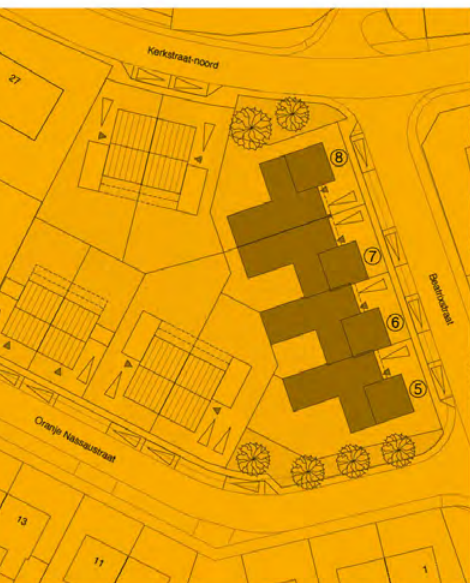 Kerkstraat-noord
27
8
7
Beatrixstraat
6
5
Oranje Nassaustraat
13
11
1